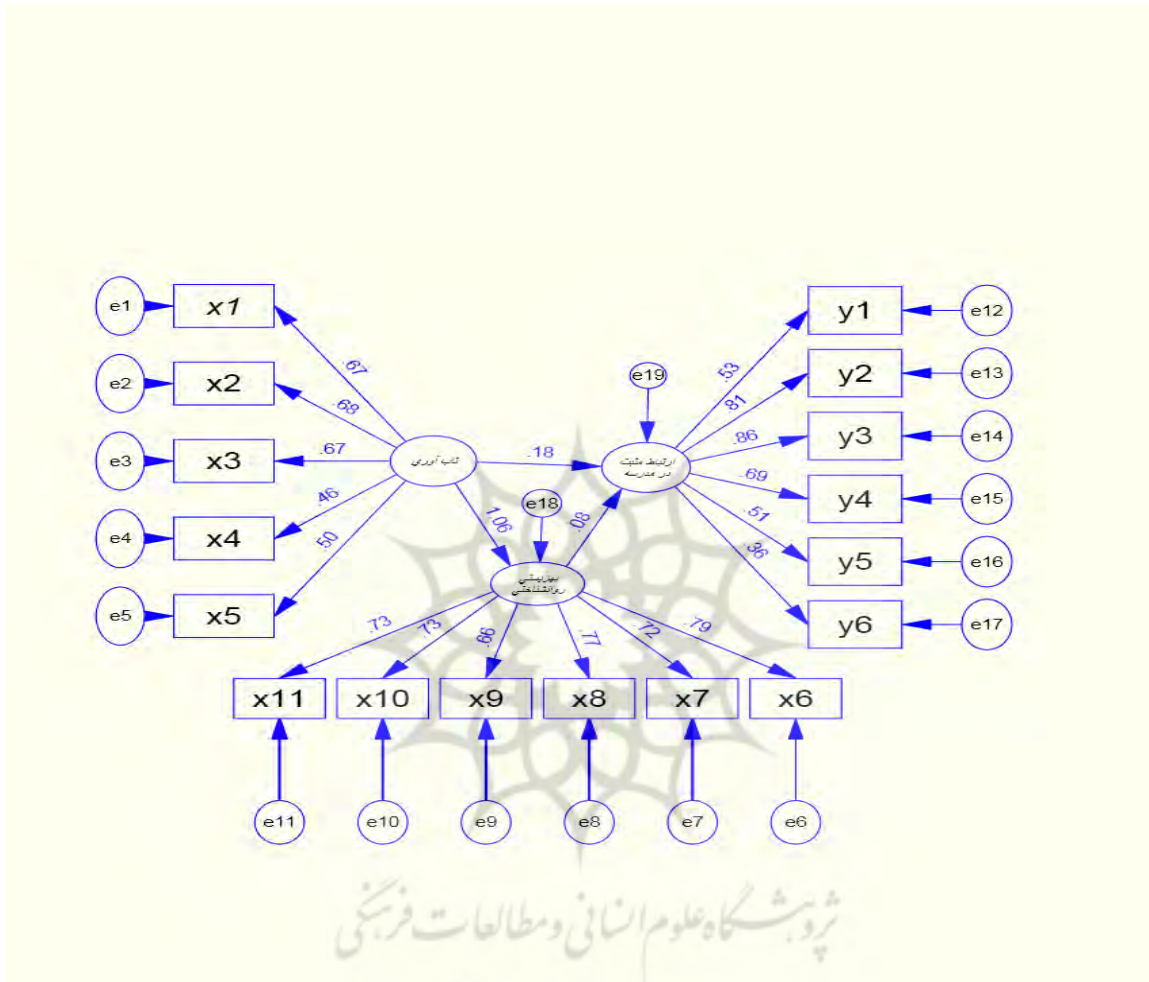 e1
x1
.67
e2
x2
.68
e3
x3
.67
e4
x4
.46
e5
x5
.50
تاب آوری
.18
1.06
e18
e19
ارتباط مثبت
در مدرسه
.08
بهزیستی
روانشناختی
y1
e12
.53
y2
e13
.81
y3
e14
.86
y4
e15
.69
y5
e16
.51
y6
e17
.36
.73
.73
.66
.77
.72
.79
x11
x10
x9
x8
x7
x6
e11
e10
e9
e8
e7
e6
پژوهشگاه علوم انسانی و مطالعات فرهنگی